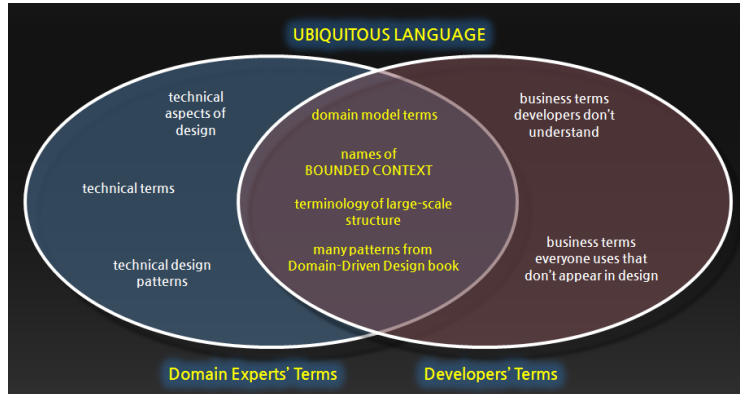 UBIQUITOUS LANGUAGE
technical
aspects of
design
technical terms
technical design
patterns
domain model terms
names of
BOUNDED CONTEXT
terminology of large-scale
structure
many patterns from
Domain-Driven Design book
business terms
developers don't
understand
business terms
everyone uses that
don't appear in design
Domain Experts' Terms
Developers' Terms